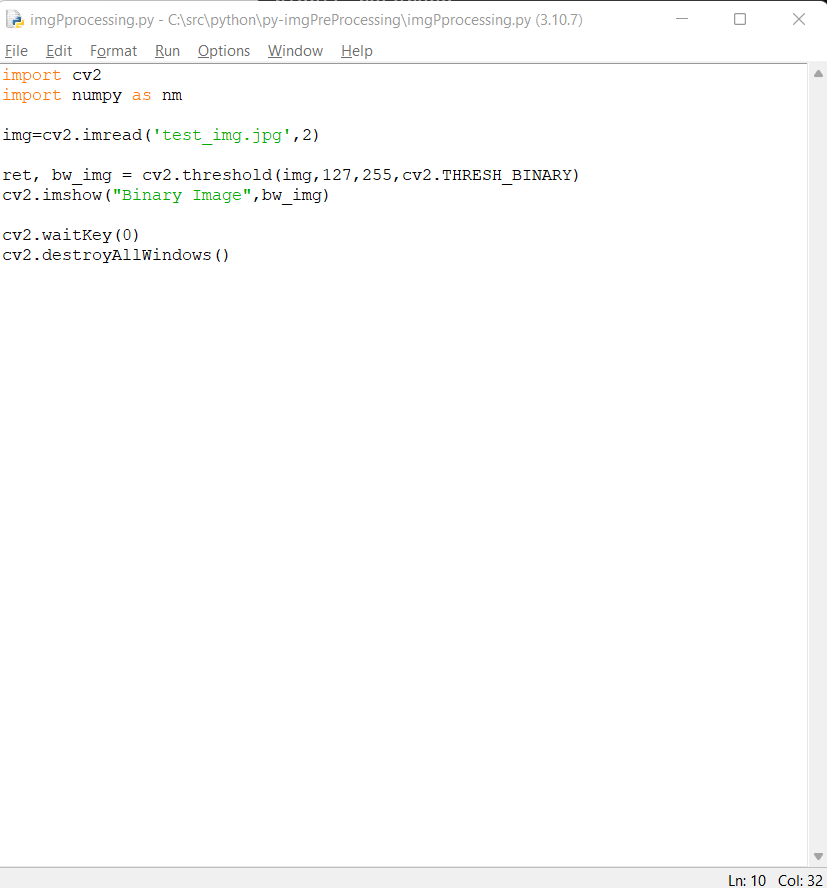 imgPprocessing.py - C:\src\python\py-imgPreProcessing\imgPprocessing.py (3.10.7)
File Edit Format Run Options Window Help
import cv2
import numpy as nm
img=cv2.imread('test_img.jpg',2)
ret, bw_img = cv2.threshold(img,127,255,cv2.THRESH_BINARY)
cv2.imshow("Binary Image",bw_img)
cv2.waitKey(0)
cv2.destroyAllWindows()
Ln: 10 Col: 32